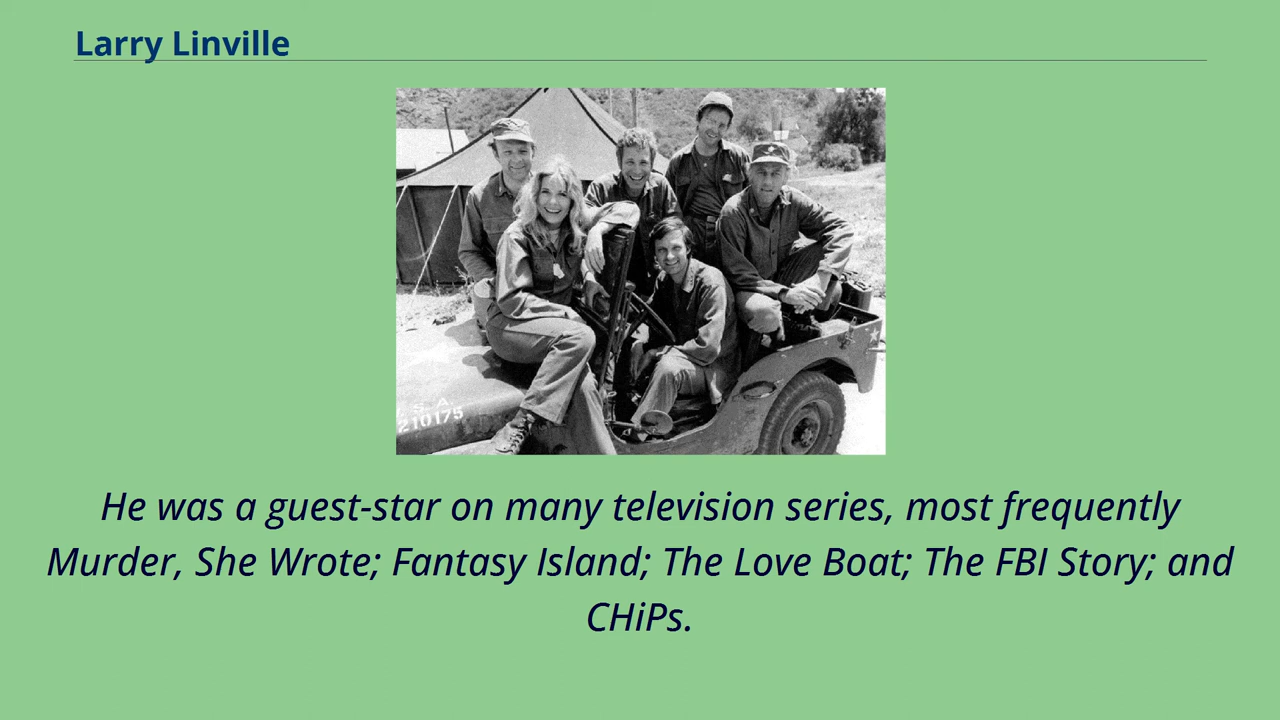 Larry Linville
S A
210175
He was a guest-star on many television series, most frequently
Murder, She Wrote; Fantasy Island; The Love Boat; The FBI Story; and
CHiPs.